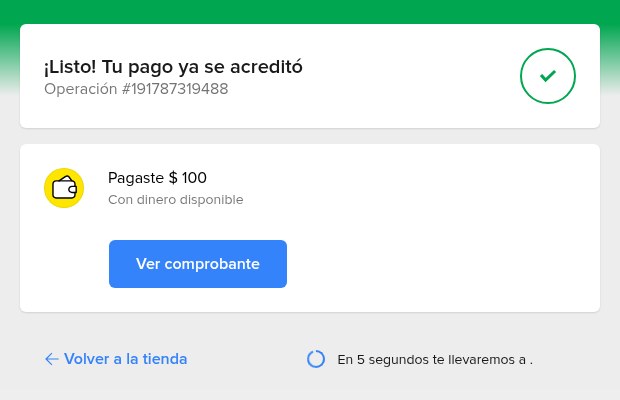 ¡Listo! Tu pago ya se acreditó
Operación #191787319488
Pagaste $ 100
Con dinero disponible
Ver comprobante
Volver a la tienda
En 5 segundos te llevaremos a .